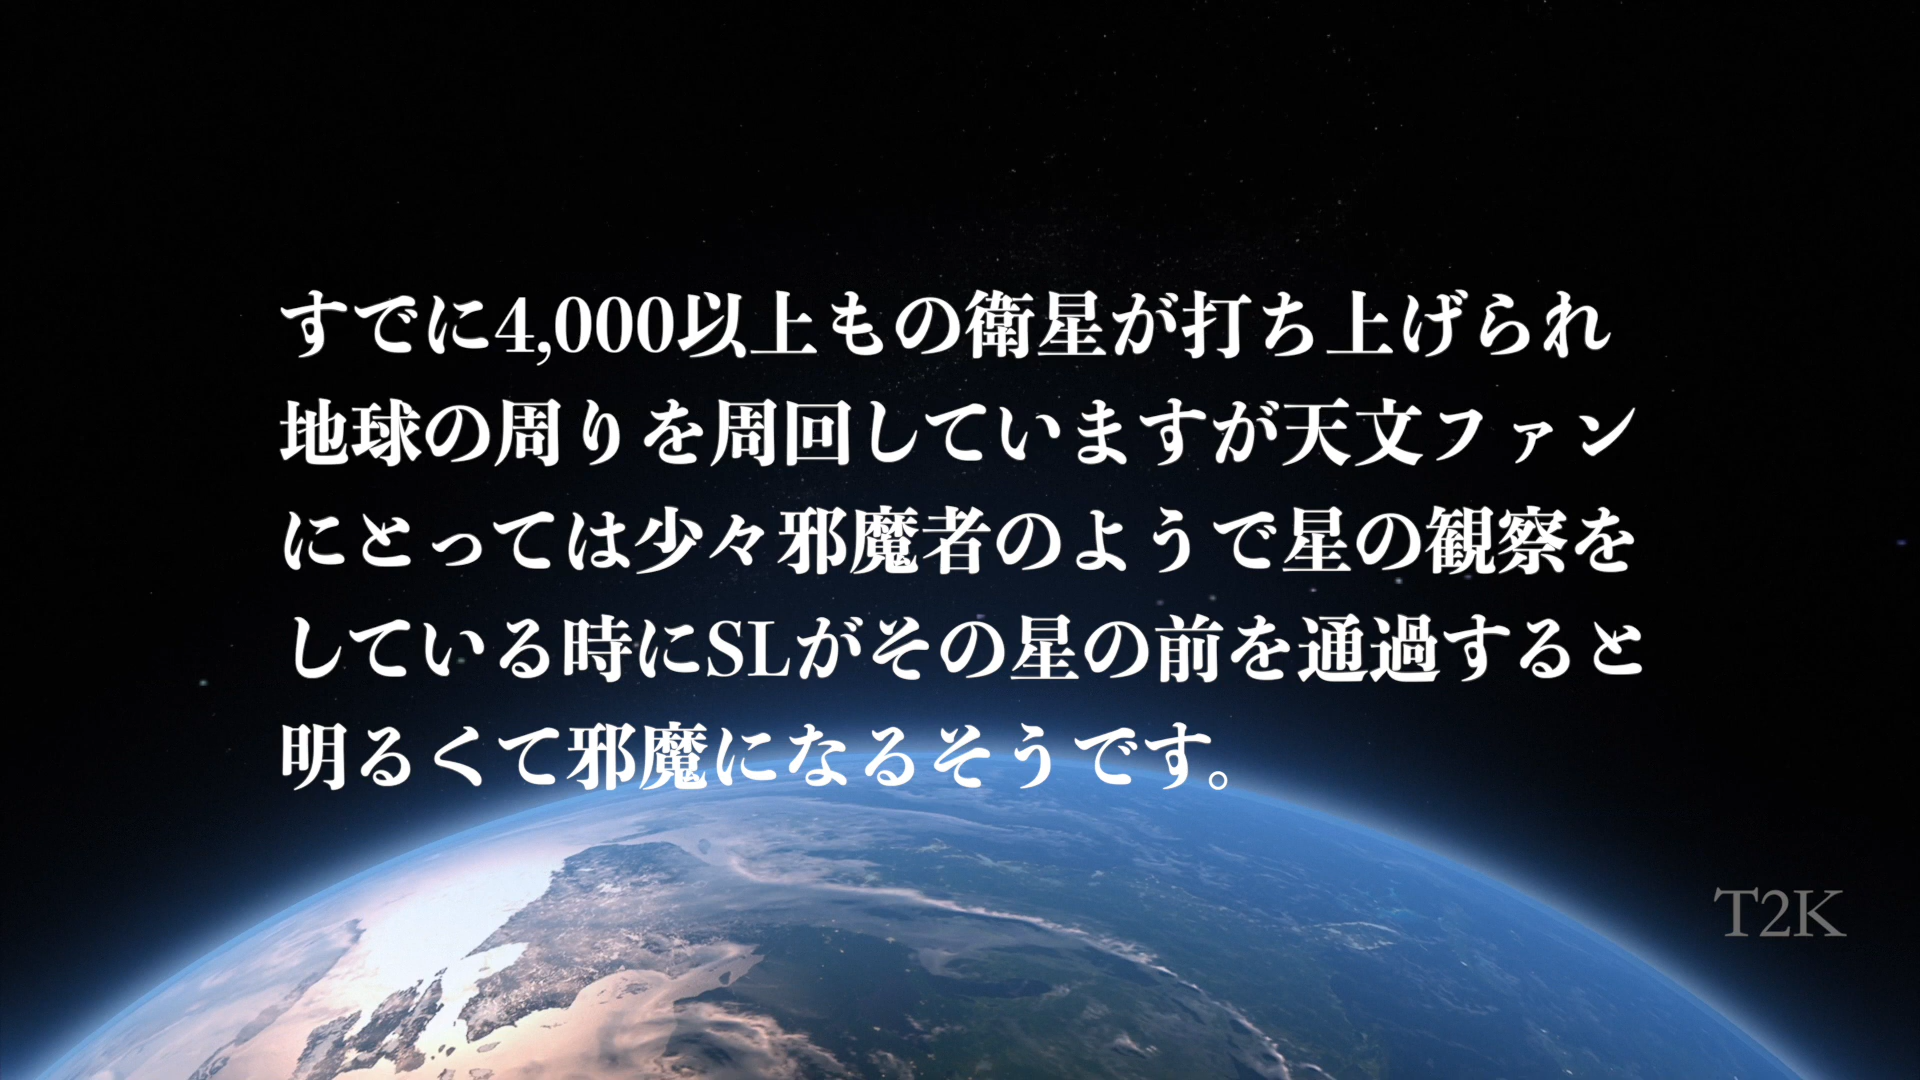 すでに4,000以上もの衛星が打ち上げられ
地球の周りを周回していますが天文ファン
にとっては少々邪魔者のようで星の観察を
している時にSLがその星の前を通過すると
明るくて邪魔になるそうです。
T2K